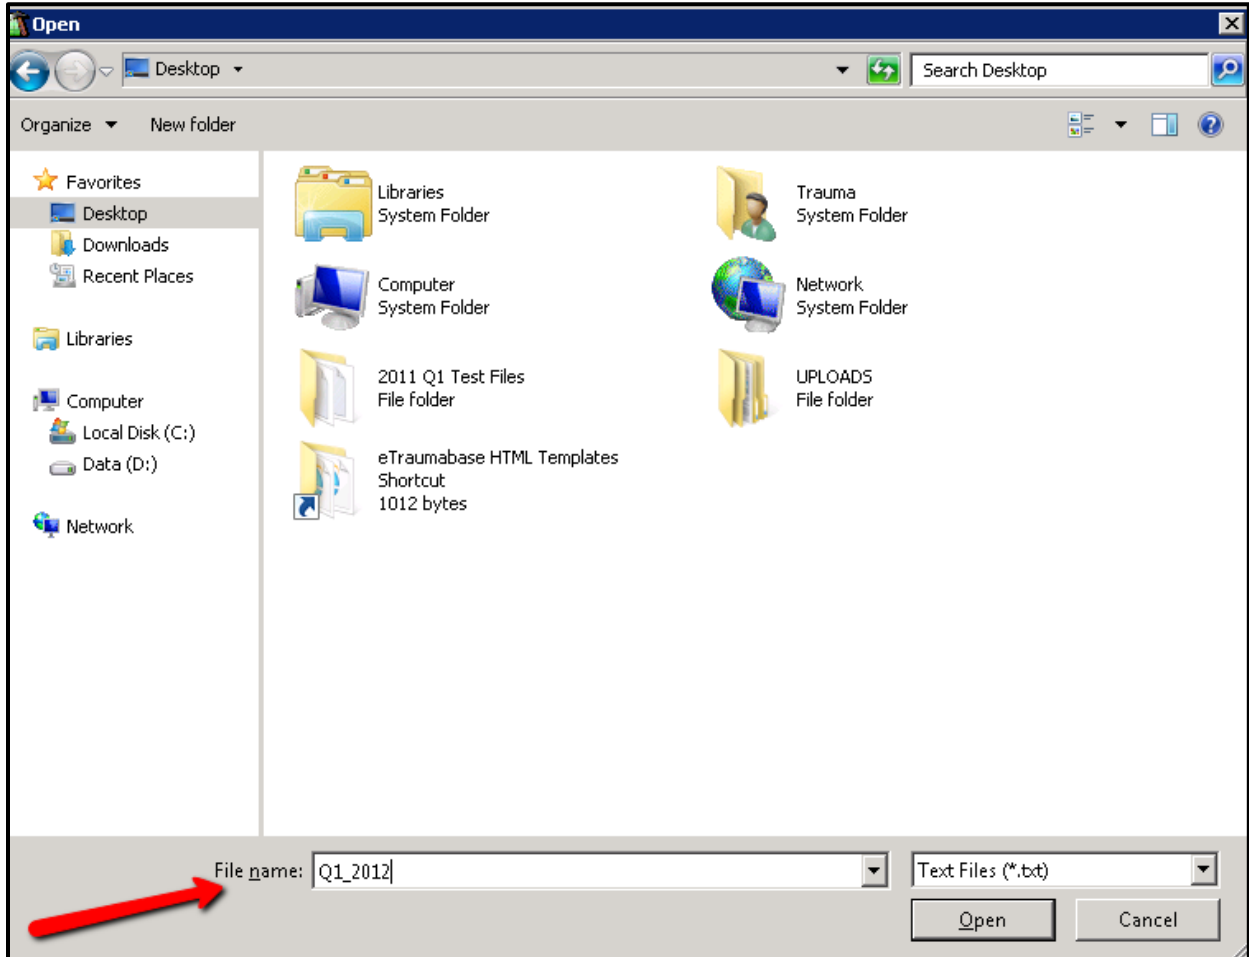 Open
Desktop
Search Desktop
Organize
New folder
Favorites
Desktop
Downloads
Recent Places
Libraries
Computer
Local Disk (C:)
Data (D:)
Network
Libraries
System Folder
Trauma
System Folder
Computer
System Folder
Network
System Folder
2011 Q1 Test Files
File folder
UPLOADS
File folder
eTraumabase HTML Templates
Shortcut
1012 bytes
File name: Q1_2012
Text Files (*.txt)
Open
Cancel